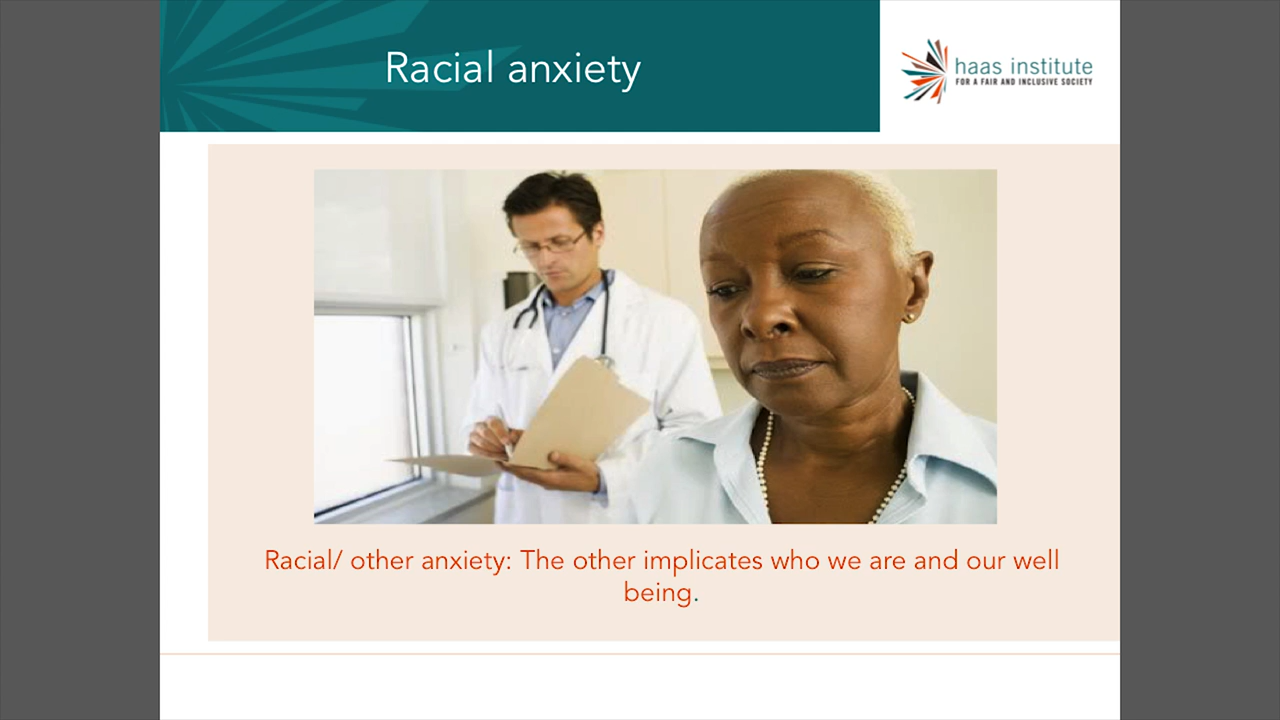 Racial anxiety
haas institute
FOR A FAIR AND INCLUSIVE SOCIETY
Racial/ other anxiety: The other implicates who we are and our well
being.